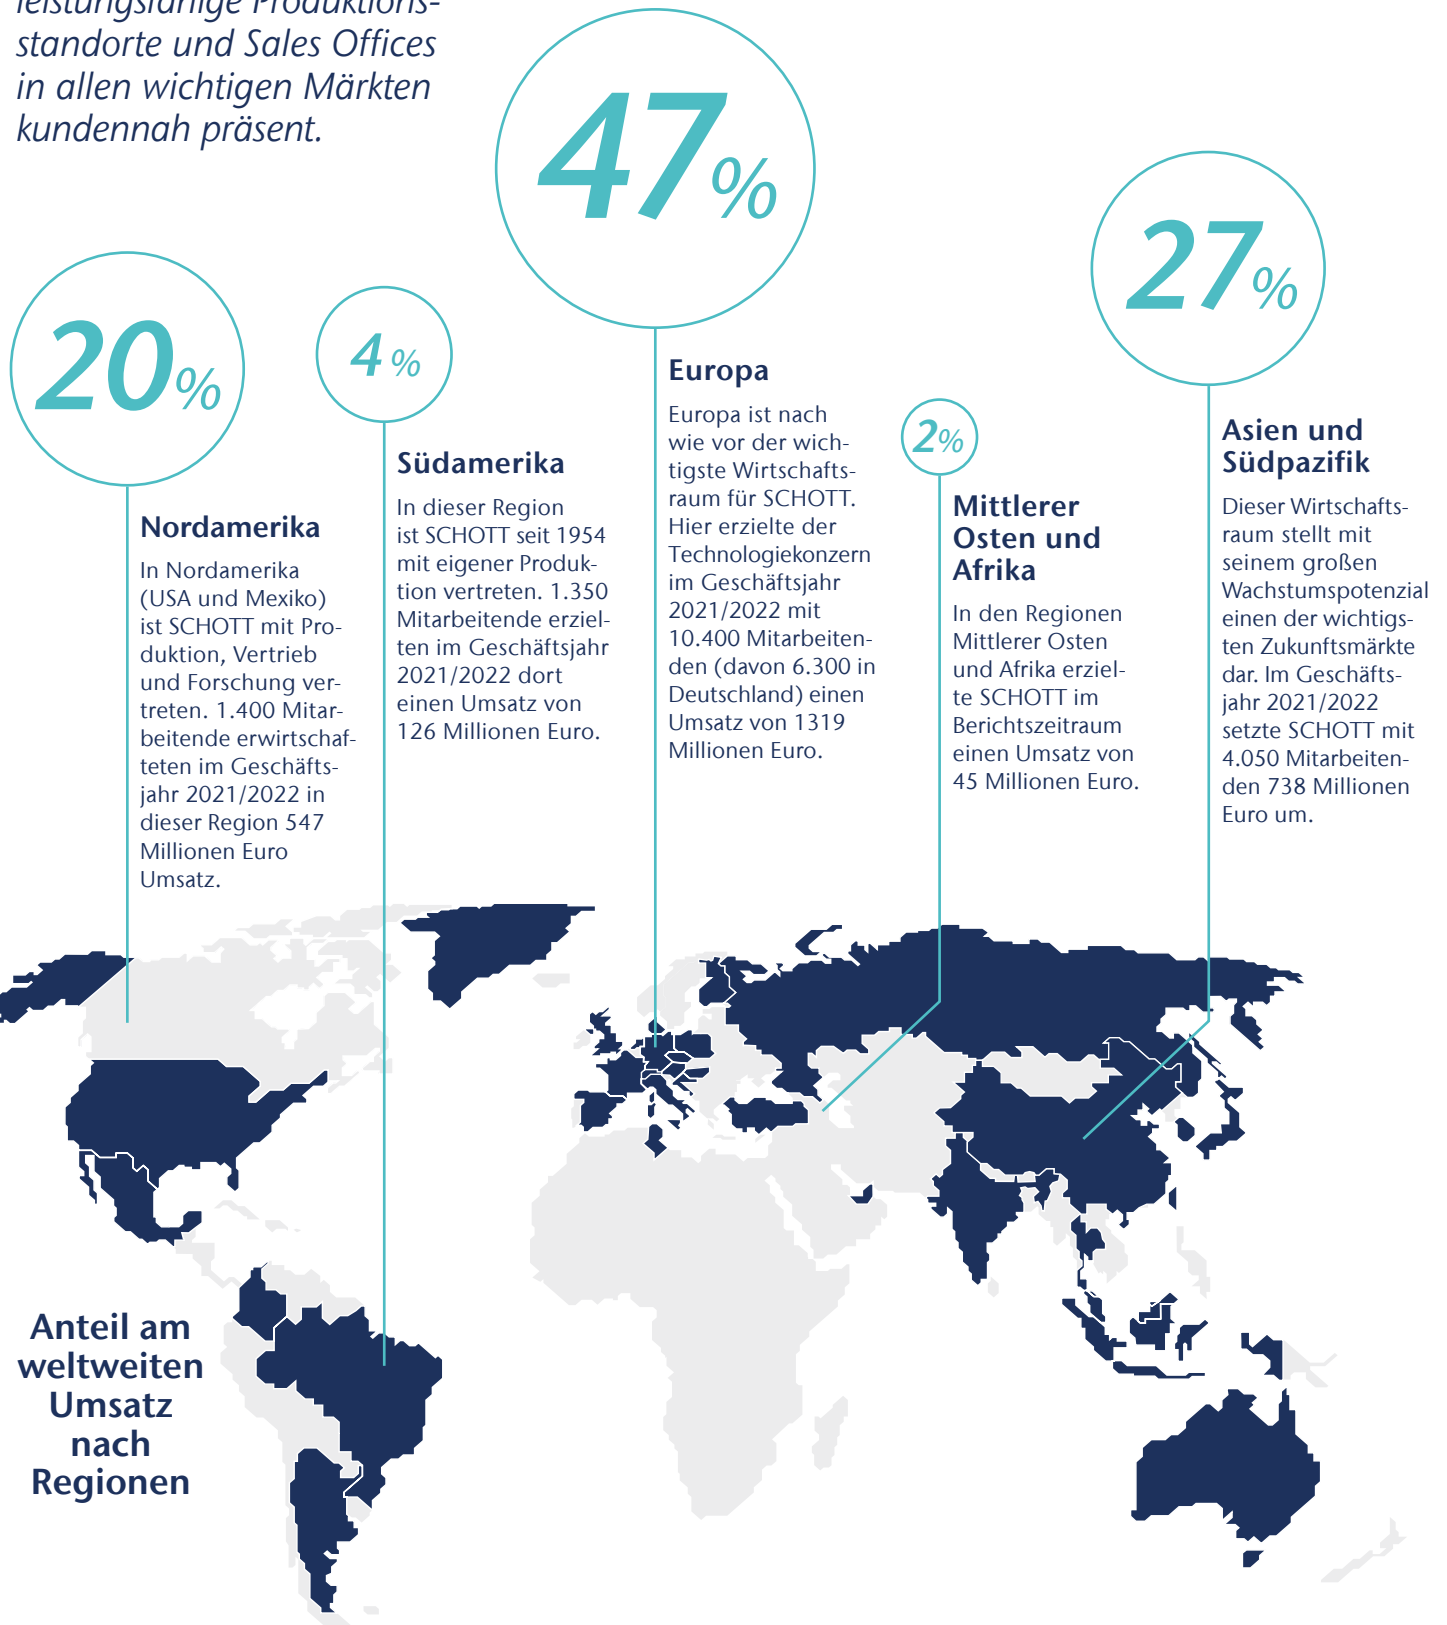 leistungsfähige Produktions-
standorte und Sales Offices
in allen wichtigen Märkten
kundennah präsent.
20%
Nordamerika
In Nordamerika
(USA und Mexiko)
ist SCHOTT mit Pro-
duktion, Vertrieb
und Forschung ver-
treten. 1.400 Mitar-
beitende erwirtschaf-
teten im Geschäfts-
jahr 2021/2022 in
dieser Region 547
Millionen Euro
Umsatz.
4 %
Südamerika
In dieser Region
ist SCHOTT seit 1954
mit eigener Produk-
tion vertreten. 1.350
Mitarbeitende erziel-
ten im Geschäftsjahr
2021/2022 dort
einen Umsatz von
126 Millionen Euro.
47%
Europa
Europa ist nach
wie vor der wich-
tigste Wirtschafts-
raum für SCHOTT.
Hier erzielte der
Technologiekonzern
im Geschäftsjahr
2021/2022 mit
10.400 Mitarbeiten-
den (davon 6.300 in
Deutschland) einen
Umsatz von 1319
Millionen Euro.
2%
Mittlerer
Osten und
Afrika
In den Regionen
Mittlerer Osten
und Afrika erziel-
te SCHOTT im
Berichtszeitraum
einen Umsatz von
45 Millionen Euro.
27%
Asien und
Südpazifik
Dieser Wirtschafts-
raum stellt mit
seinem großen
Wachstumspotenzial
einen der wichtigs-
ten Zukunftsmärkte
dar. Im Geschäfts-
jahr 2021/2022
setzte SCHOTT mit
4.050 Mitarbeiten-
den 738 Millionen
Euro um.
Anteil am
weltweiten
Umsatz
nach
Regionen